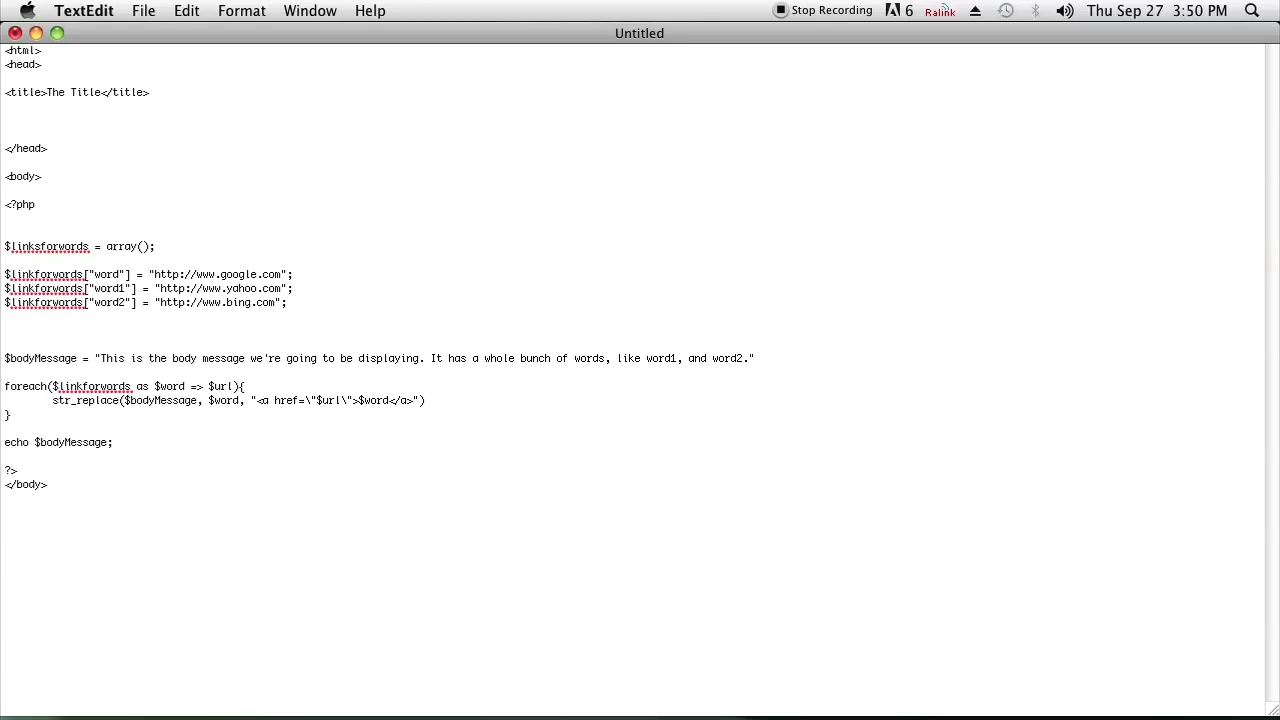 TextEdit File Edit Format Window Help Stop Recording 6 Ralink Thu Sep 27 3:50 PM
Untitled
<html>
<head>
<title>The Title</title>
</head>
<body>
<?php
$linksforwords = array();
$linkforwords["word"] = "http://www.google.com";
$linkforwords["word1"] = "http://www.yahoo.com";
$linkforwords["word2"] = "http://www.bing.com";
$bodyMessage = "This is the body message we're going to be displaying. It has a whole bunch of words, like word1, and word2."
foreach($linkforwords as $word => $url){
str_replace($bodyMessage, $word, "<a href=\"$url\">$word</a>")
}
echo $bodyMessage;
?>
</body>